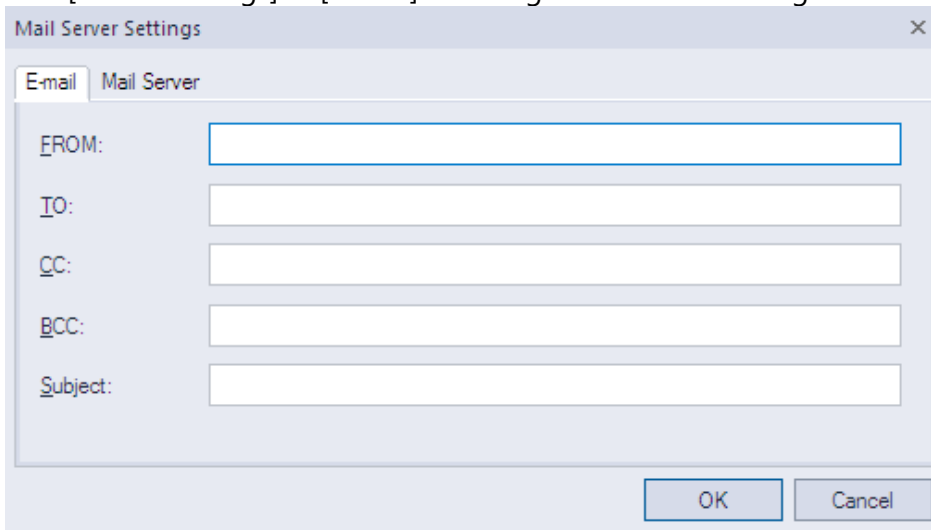 Mail Server Settings
E-mail Mail Server
FROM:
TO:
CC:
BCC:
Subject:
OK Cancel